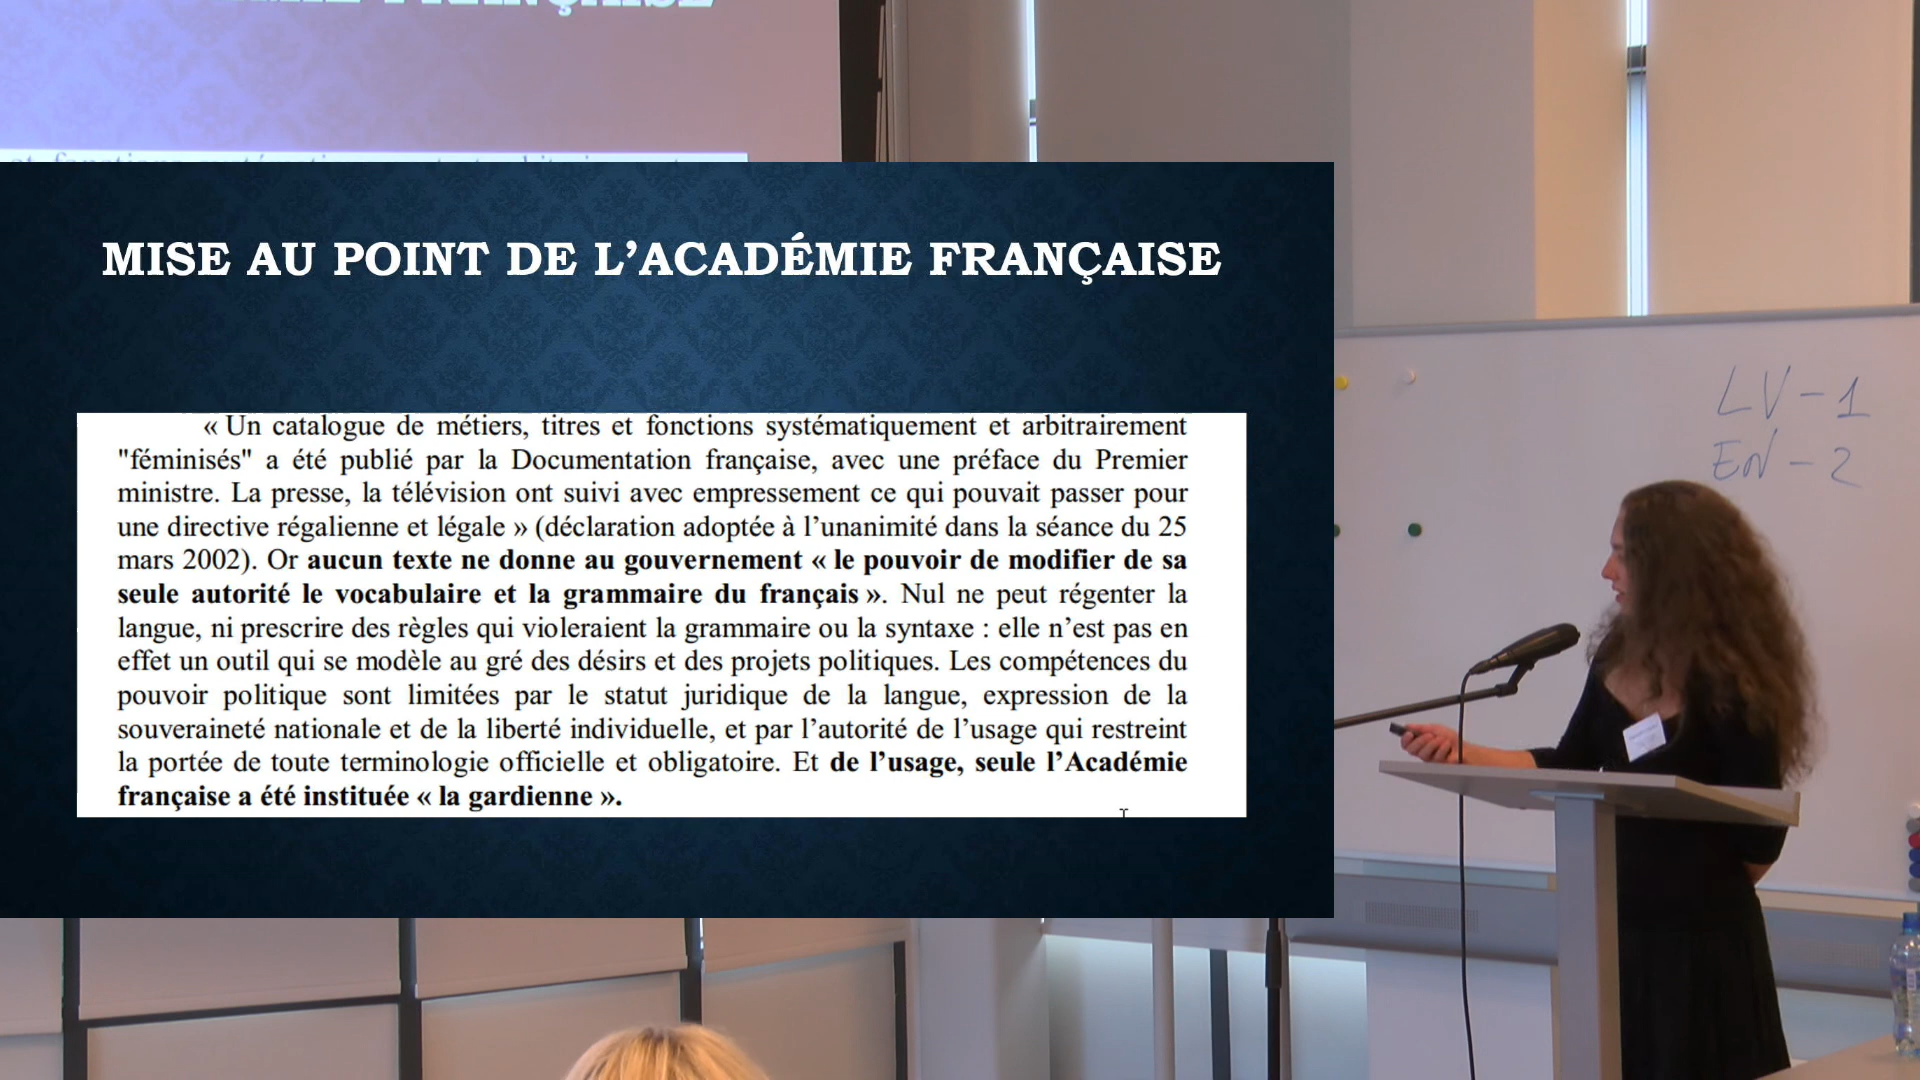 MISE AU POINT DE L’ACADÉMIE FRANÇAISE
« Un catalogue de métiers, titres et fonctions systématiquement et arbitrairement
"féminisés" a été publié par la Documentation française, avec une préface du Premier
ministre. La presse, la télévision ont suivi avec empressement ce qui pouvait passer pour
une directive régalienne et légale » (déclaration adoptée à l’unanimité dans la séance du 25
mars 2002). Or aucun texte ne donne au gouvernement « le pouvoir de modifier de sa
seule autorité le vocabulaire et la grammaire du français ». Nul ne peut régenter la
langue, ni prescrire des règles qui violeraient la grammaire ou la syntaxe : elle n’est pas en
effet un outil qui se modèle au gré des désirs et des projets politiques. Les compétences du
pouvoir politique sont limitées par le statut juridique de la langue, expression de la
souveraineté nationale et de la liberté individuelle, et par l’autorité de l’usage qui restreint
la portée de toute terminologie officielle et obligatoire. Et de l’usage, seule l’Académie
française a été instituée « la gardienne ».
LV - 1
EN - 2